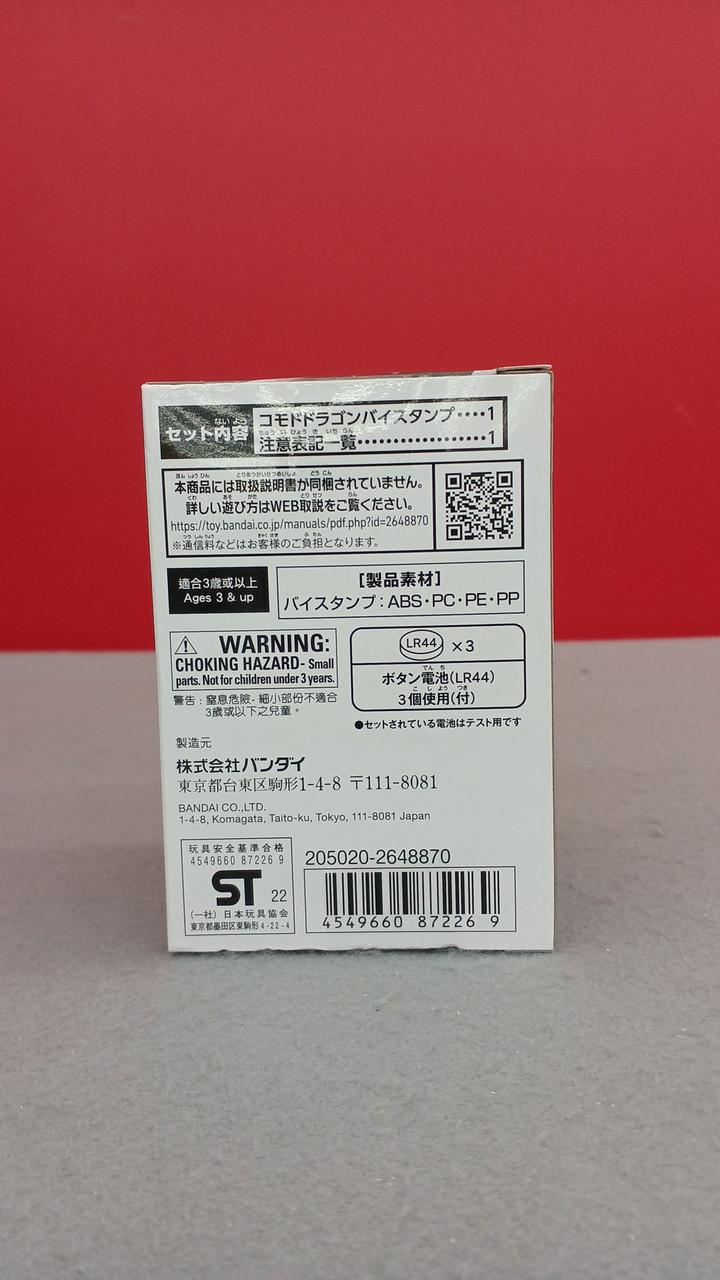 セット内容
コモドドラゴンバイスタンプ‥‥1
注意表記一覧‥‥‥‥‥‥‥‥‥1
本商品には取扱説明書が同梱されていません。
詳しい遊び方はWEB取説をご覧ください。
https://toy.bandai.co.jp/manuals/pdf.php?id=2648870
※通信料などはお客様のご負担となります。
適合3歳或以上
Ages 3 & up
[製品素材]
バイスタンプ：ABS・PC・PE・PP
WARNING:
CHOKING HAZARD- Small
parts. Not for children under 3 years.
警告：窒息危險- 細小部份不適合
3歲或以下之兒童。
LR44 ×3
ボタン電池(LR44)
3個使用(付)
●セットされている電池はテスト用です
製造元
株式会社バンダイ
東京都台東区駒形1-4-8 〒111-8081
BANDAI CO.,LTD.
1-4-8, Komagata, Taito-ku, Tokyo, 111-8081 Japan
玩具安全基準合格
4549660 87226 9
ST 22
(一社) 日本玩具協会
東京都墨田区東駒形4-22-4
205020-2648870
4549660 872269